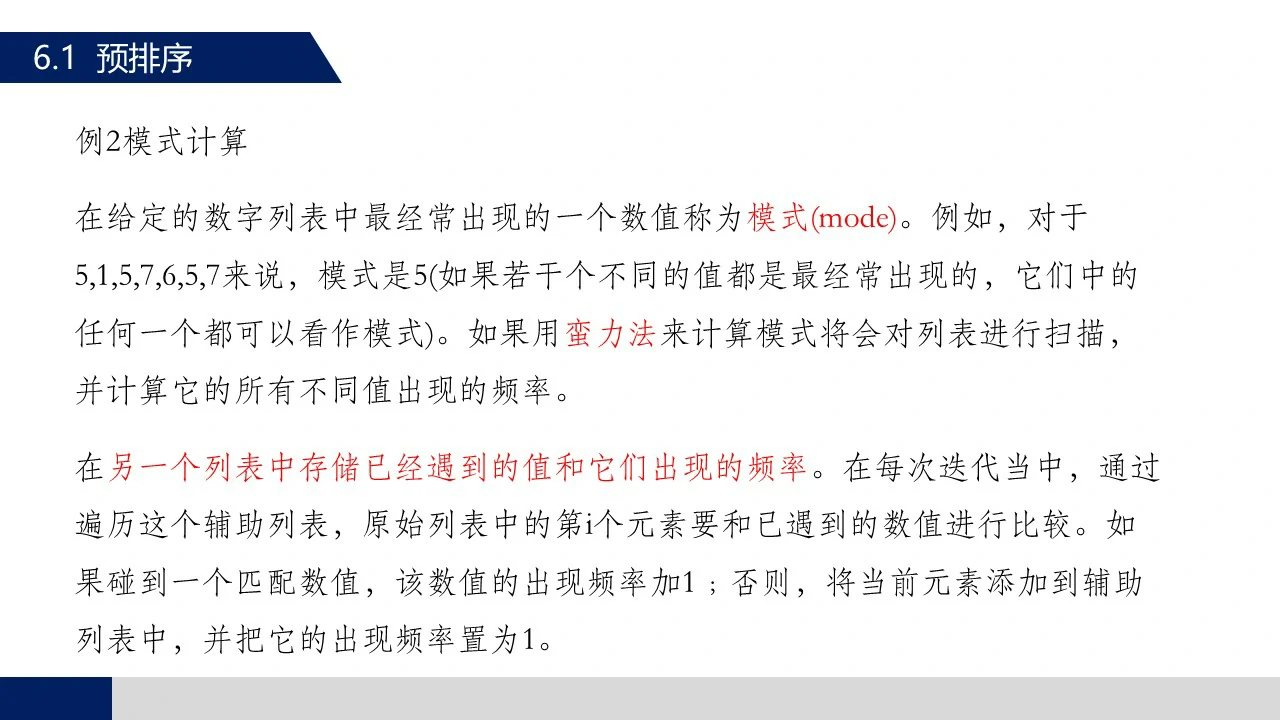 6.1 预排序
例2模式计算
在给定的数字列表中最经常出现的一个数值称为模式(mode)。例如，对于
5,1,5,7,6,5,7来说，模式是5(如果若干个不同的值都是最经常出现的，它们中的
任何一个都可以看作模式)。如果用蛮力法来计算模式将会对列表进行扫描，
并计算它的所有不同值出现的频率。
在另一个列表中存储已经遇到的值和它们出现的频率。在每次迭代当中，通过
遍历这个辅助列表，原始列表中的第i个元素要和已遇到的数值进行比较。如
果碰到一个匹配数值，该数值的出现频率加1；否则，将当前元素添加到辅助
列表中，并把它的出现频率置为1。